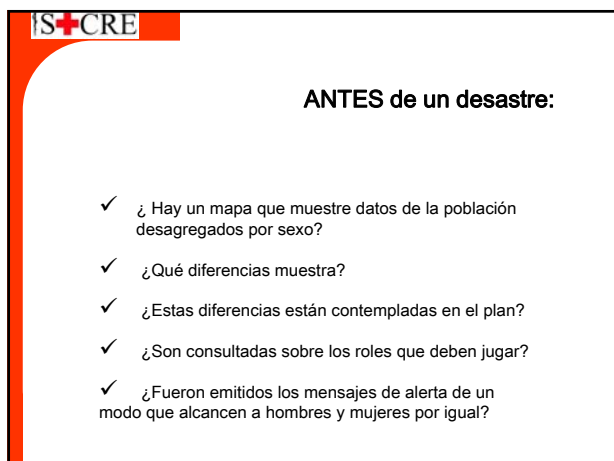 S+CRE
ANTES de un desastre:
✓ ¿ Hay un mapa que muestre datos de la población
desagregados por sexo?
✓ ¿Qué diferencias muestra?
✓ ¿Estas diferencias están contempladas en el plan?
✓ ¿Son consultadas sobre los roles que deben jugar?
✓ ¿Fueron emitidos los mensajes de alerta de un
modo que alcancen a hombres y mujeres por igual?